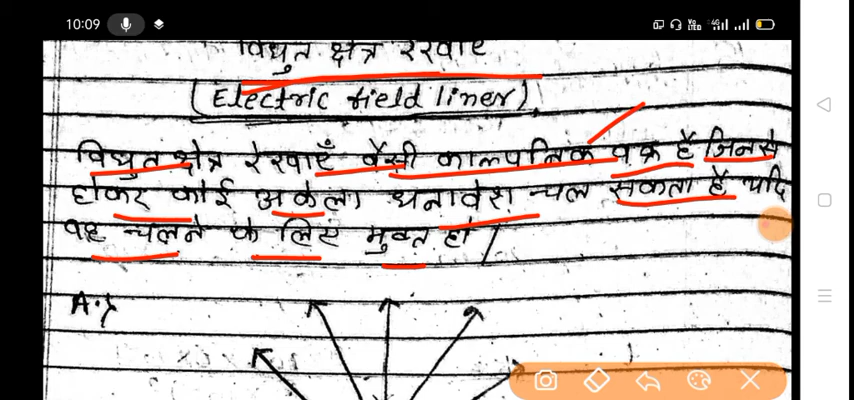 10:09
विधुत क्षेत्र रेखाएँ
(Electric field lines)
विधुत क्षेत्र रेखाएँ वैसी काल्पनिक वक्र है जिनसे
होकर कोई अकेला धनावेश चल सकता है यदि
वह चलने के लिए मुक्त हो
A.}